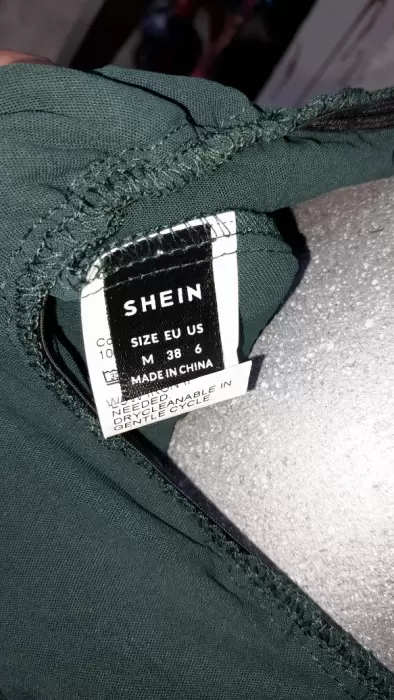 SHEIN
SIZE EU US
M 38 6
MADE IN CHINA
NEEDED
DRYCLEANABLE IN
GENTLE CYCLE